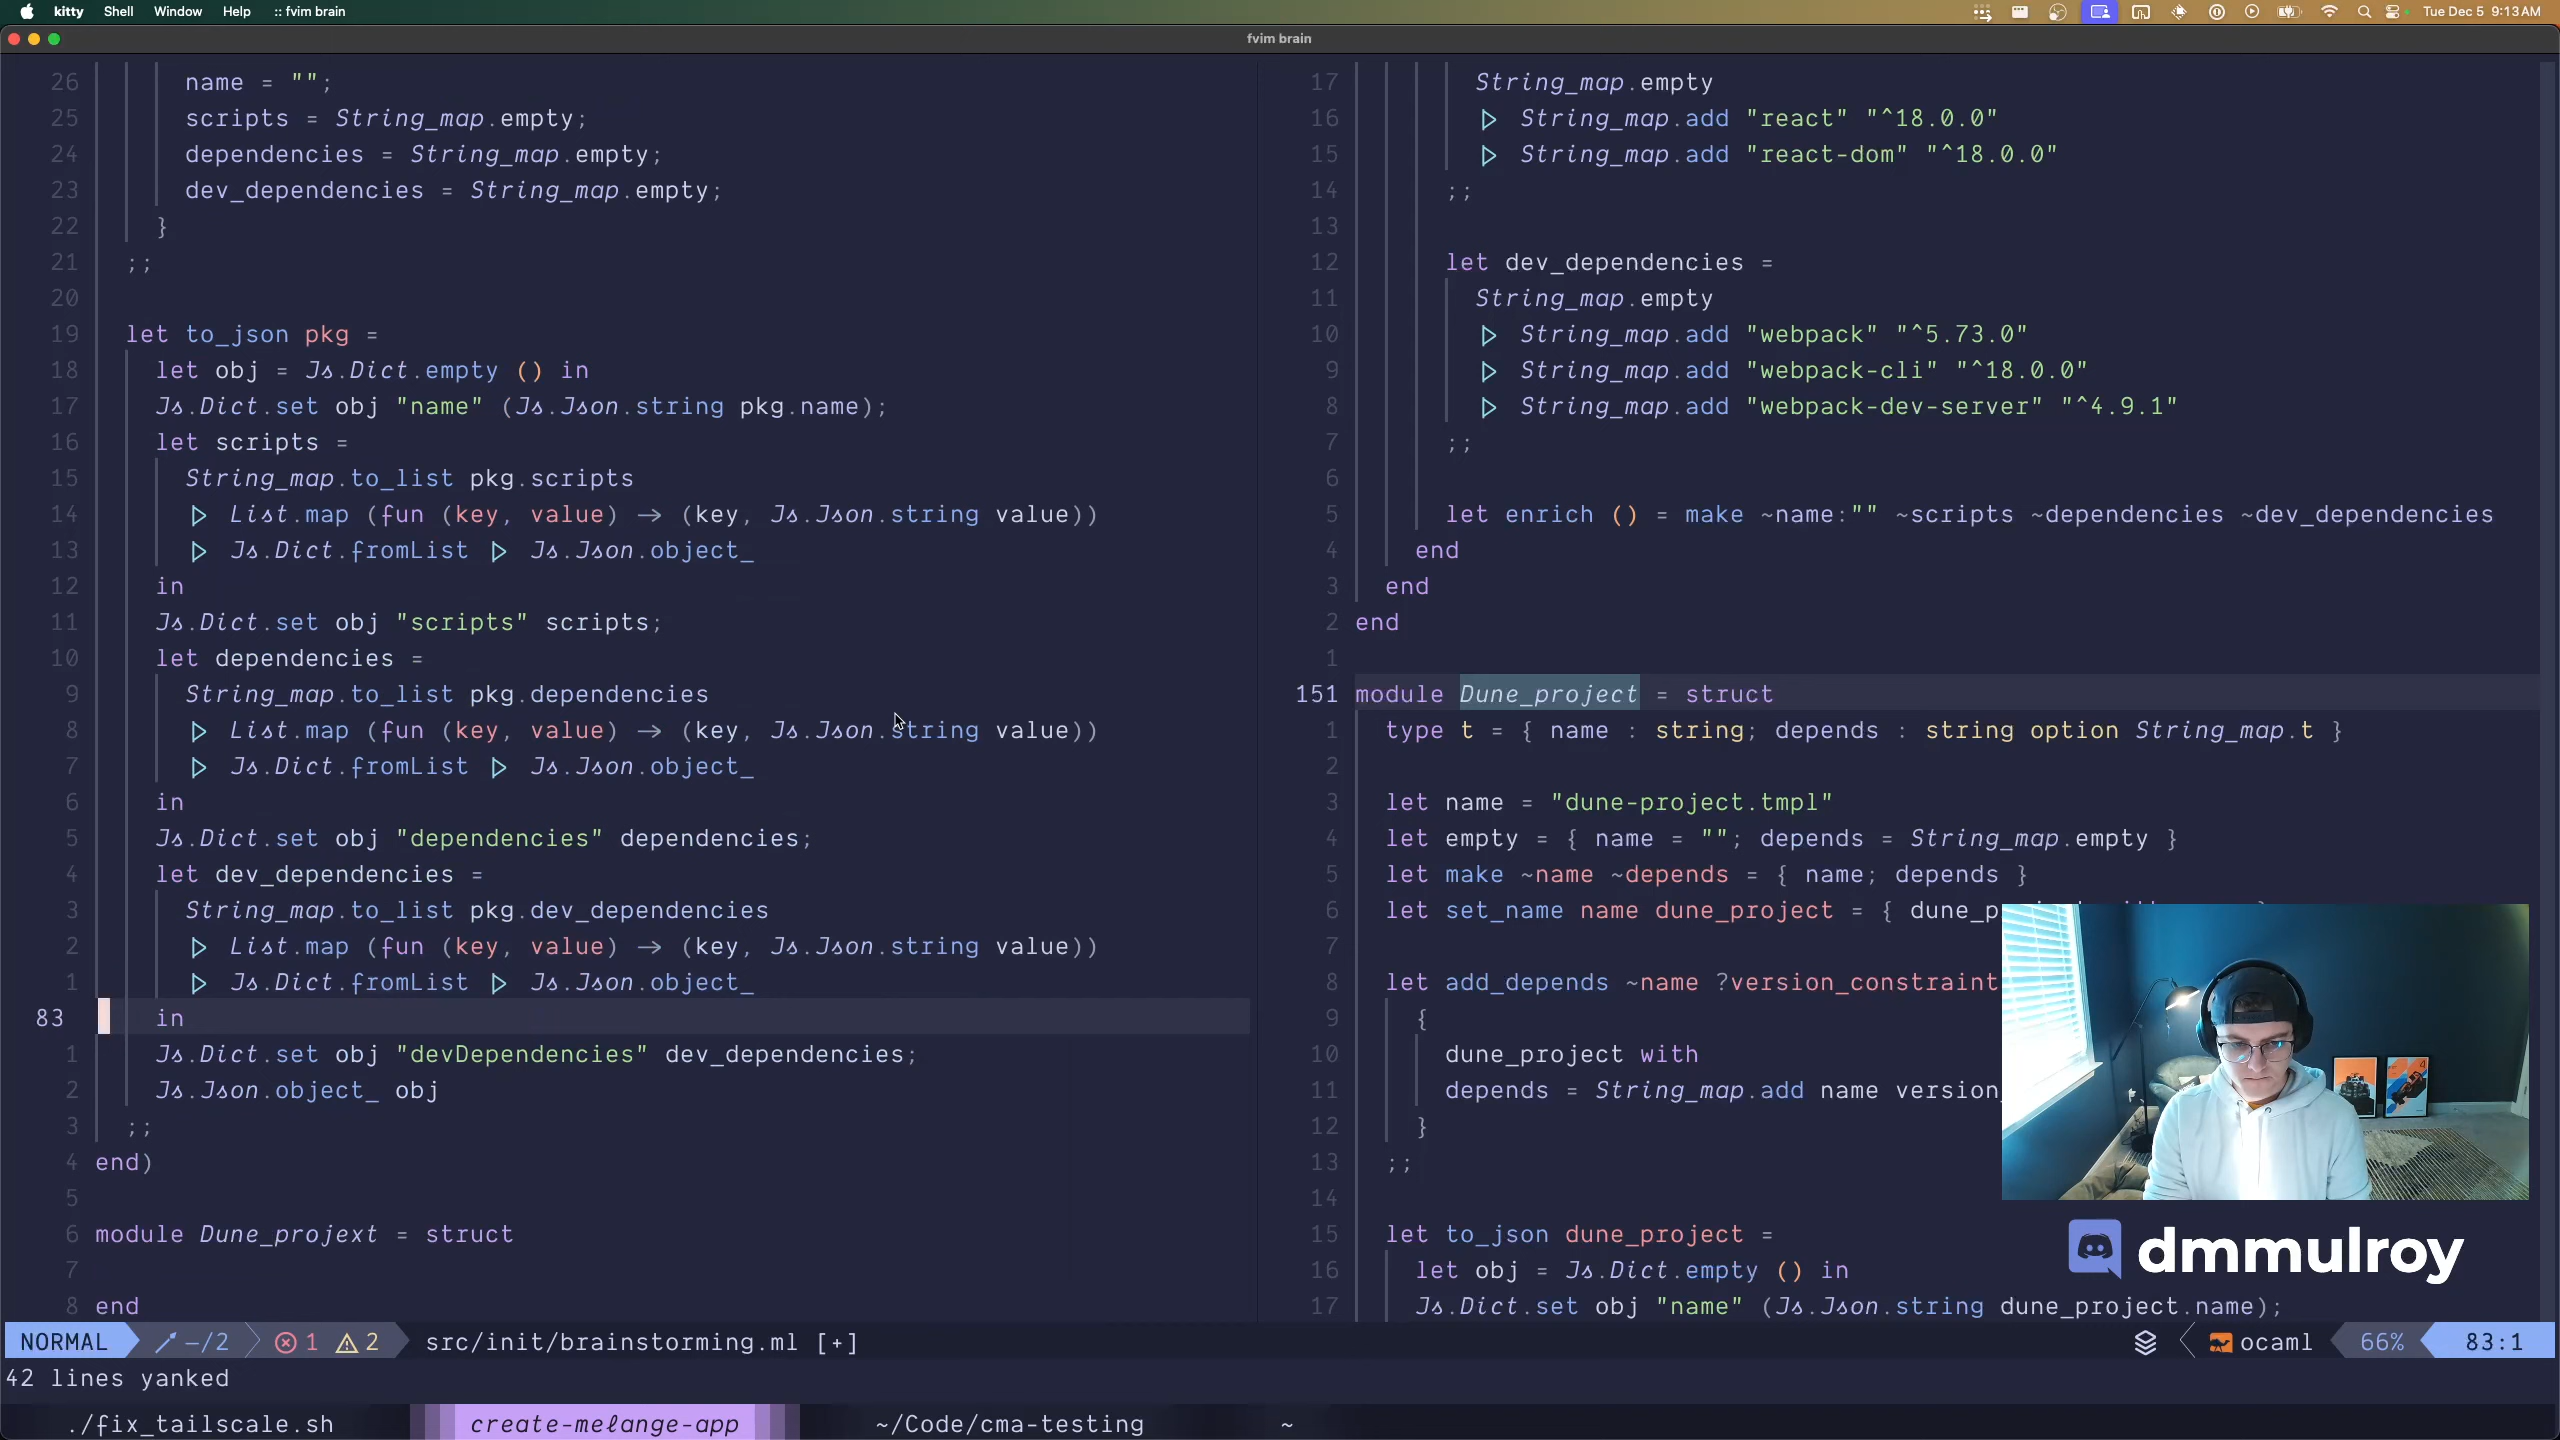 kitty Shell Window Help :: fvim brain
Tue Dec 5 9:13 AM
fvim brain
26 name = "";
25 scripts = String_map.empty;
24 dependencies = String_map.empty;
23 dev_dependencies = String_map.empty;
22 }
21 ;;
20
19 let to_json pkg =
18 let obj = Js.Dict.empty () in
17 Js.Dict.set obj "name" (Js.Json.string pkg.name);
16 let scripts =
15 String_map.to_list pkg.scripts
14 ▷ List.map (fun (key, value) → (key, Js.Json.string value))
13 ▷ Js.Dict.fromList ▷ Js.Json.object_
12 in
11 Js.Dict.set obj "scripts" scripts;
10 let dependencies =
9 String_map.to_list pkg.dependencies
8 ▷ List.map (fun (key, value) → (key, Js.Json.string value))
7 ▷ Js.Dict.fromList ▷ Js.Json.object_
6 in
5 Js.Dict.set obj "dependencies" dependencies;
4 let dev_dependencies =
3 String_map.to_list pkg.dev_dependencies
2 ▷ List.map (fun (key, value) → (key, Js.Json.string value))
1 ▷ Js.Dict.fromList ▷ Js.Json.object_
83 in
1 Js.Dict.set obj "devDependencies" dev_dependencies;
2 Js.Json.object_ obj
3 ;;
4 end)
5
6 module Dune_projext = struct
7
8 end
17 String_map.empty
16 ▷ String_map.add "react" "^18.0.0"
15 ▷ String_map.add "react-dom" "^18.0.0"
14 ;;
13
12 let dev_dependencies =
11 String_map.empty
10 ▷ String_map.add "webpack" "^5.73.0"
9 ▷ String_map.add "webpack-cli" "^18.0.0"
8 ▷ String_map.add "webpack-dev-server" "^4.9.1"
7 ;;
6
5 let enrich () = make ~name:"" ~scripts ~dependencies ~dev_dependencies
4 end
3 end
2 end
1
151 module Dune_project = struct
1 type t = { name : string; depends : string option String_map.t }
2
3 let name = "dune-project.tmpl"
4 let empty = { name = ""; depends = String_map.empty }
5 let make ~name ~depends = { name; depends }
6 let set_name name dune_project = { dune_p
7
8 let add_depends ~name ?version_constraint
9 {
10 dune_project with
11 depends = String_map.add name version_
12 }
13 ;;
14
15 let to_json dune_project =
16 let obj = Js.Dict.empty () in
17 Js.Dict.set obj "name" (Js.Json.string dune_project.name);
dmmulroy
NORMAL −/2 1 2 src/init/brainstorming.ml [+] ocaml 66% 83:1
42 lines yanked
./fix_tailscale.sh create-melange-app ~/Code/cma-testing ~